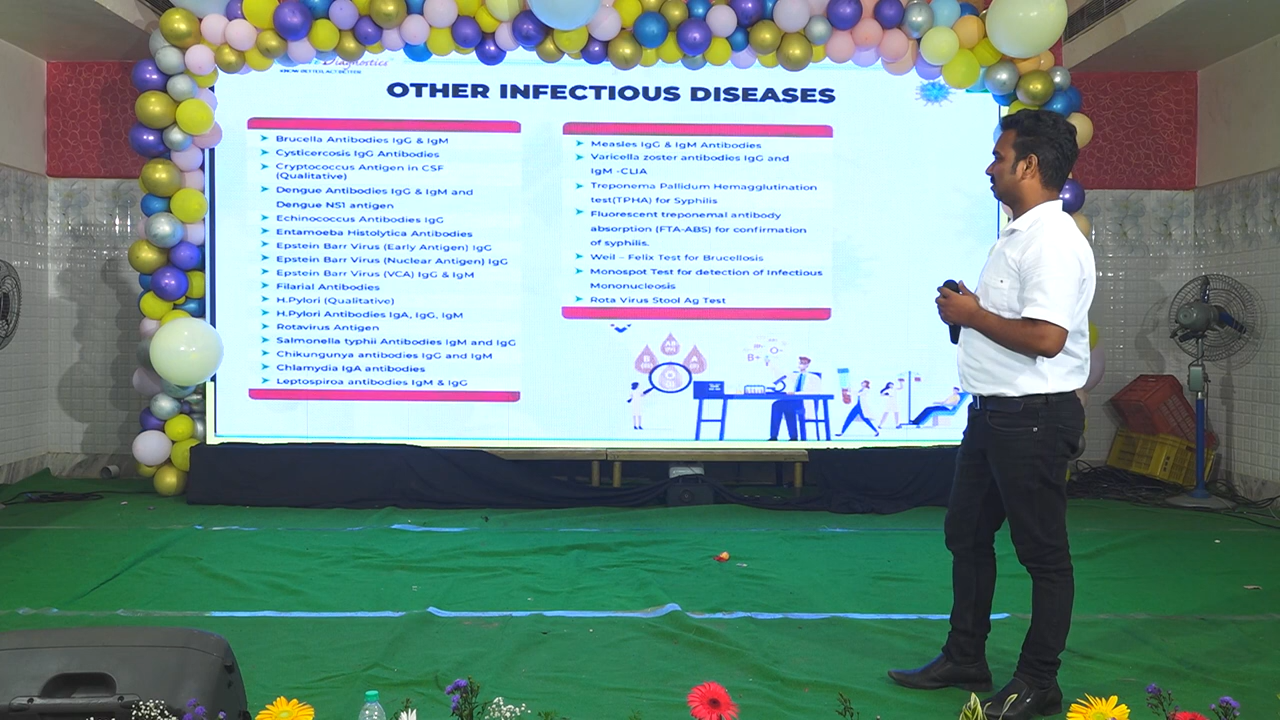 Diagnostics
KNOW BETTER, ACT BETTER
OTHER INFECTIOUS DISEASES
Brucella Antibodies IgG & IgM
Cysticercosis IgG Antibodies
Cryptococcus Antigen in CSF
(Qualitative)
Dengue Antibodies IgG & IgM and
Dengue NS1 antigen
Echinococcus Antibodies IgG
Entamoeba Histolytica Antibodies
Epstein Barr Virus (Early Antigen) IgG
Epstein Barr Virus (Nuclear Antigen) IgG
Epstein Barr Virus (VCA) IgG & IgM
Filarial Antibodies
H.Pylori (Qualitative)
H.Pylori Antibodies IgA, IgG, IgM
Rotavirus Antigen
Salmonella typhii Antibodies IgM and IgG
Chikungunya antibodies IgG and IgM
Chlamydia IgA antibodies
Leptospiroa antibodies IgM & IgG
Measles IgG & IgM Antibodies
Varicella zoster antibodies IgG and
IgM -CLIA
Treponema Pallidum Hemagglutination
test(TPHA) for Syphilis
Fluorescent treponemal antibody
absorption (FTA-ABS) for confirmation
of syphilis.
Weil – Felix Test for Brucellosis
Monospot Test for detection of Infectious
Mononucleosis
Rota Virus Stool Ag Test
AB
B
A
O
B+